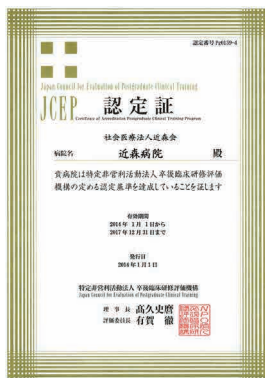 認定番号 Pg0139-4
Japan Council for Evaluation of Postgraduate Clinical Training
JCEP 認定証
Certificate of Accreditation Postgraduate Clinical Training Program
社会医療法人近森会
病院名 近森病院 殿
貴病院は特定非営利活動法人卒後臨床研修評価
機構の定める認定基準を達成していることを証します
有効期間
2014年 1月 1日から
2017年12月31日まで
発行日
2014年1月1日
特定非営利活動法人 卒後臨床研修評価機構
Japan Council for Evaluation of Postgraduate Clinical Training
理事長 高久史麿
評価委員長 有賀 徹